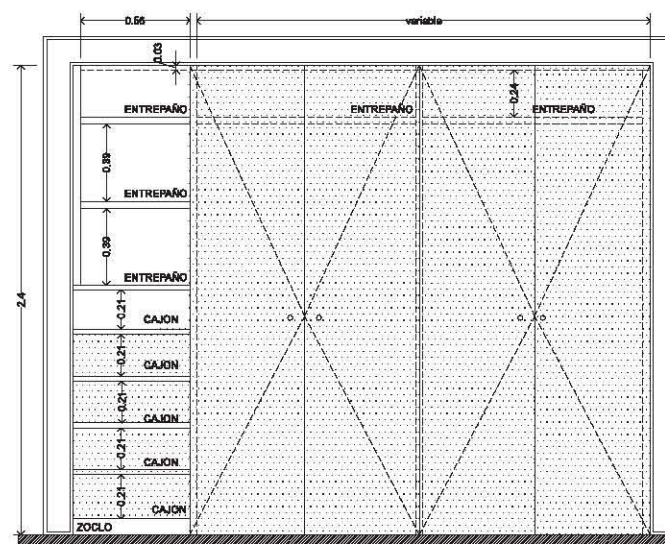 0.56
variable
0.03
ENTREPAÑO
ENTREPAÑO
0.24
ENTREPAÑO
0.39
ENTREPAÑO
0.39
2.4
ENTREPAÑO
0.21
CAJON
0.21
CAJON
0.21
CAJON
0.21
CAJON
0.21
CAJON
ZOCLO